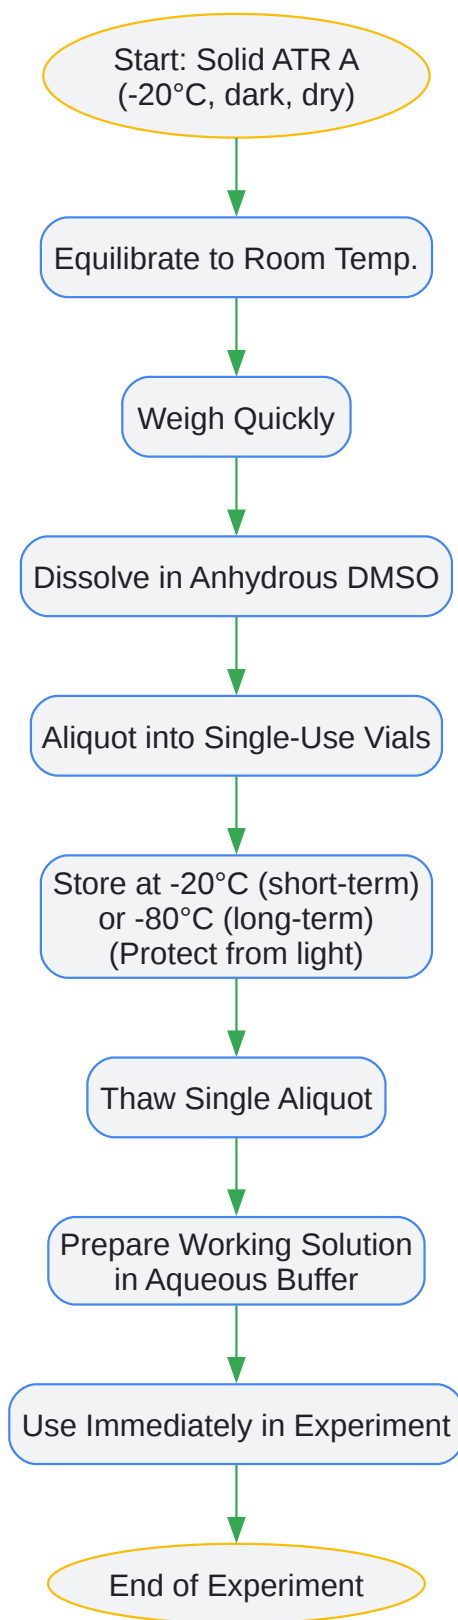 Start: Solid ATR A
(-20°C, dark, dry)
Equilibrate to Room Temp.
Weigh Quickly
Dissolve in Anhydrous DMSO
Aliquot into Single-Use Vials
Store at -20°C (short-term)
or -80°C (long-term)
(Protect from light)
Thaw Single Aliquot
Prepare Working Solution
in Aqueous Buffer
Use Immediately in Experiment
End of Experiment